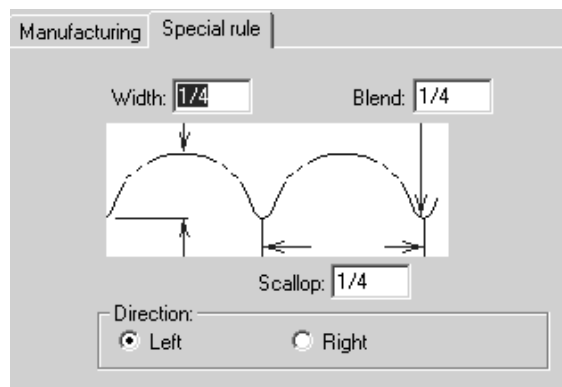 Manufacturing Special rule
Width: 1/4 Blend: 1/4
Scallop: 1/4
Direction:
Left Right